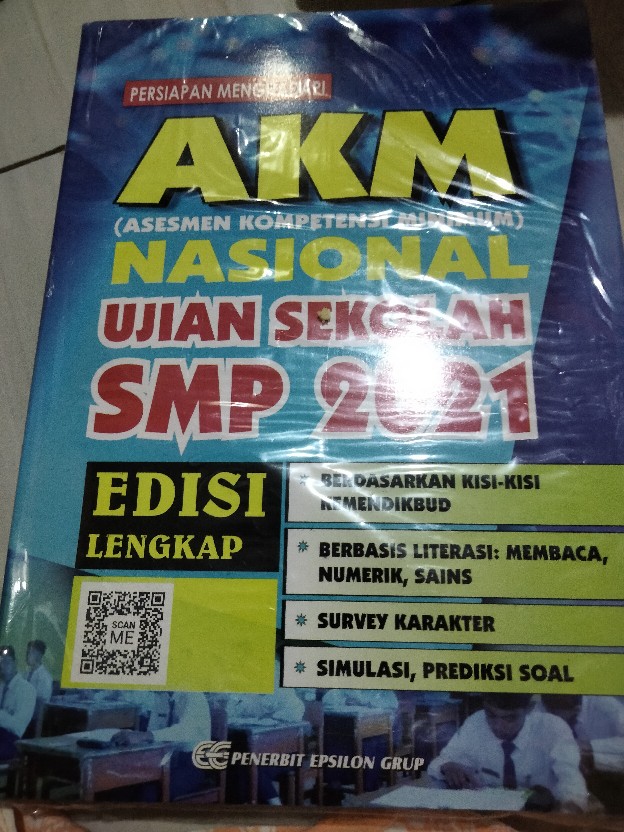 PERSIAPAN MENGHADAPI
AKM
(ASESMEN KOMPETENSI MINIMUM)
NASIONAL
UJIAN SEKOLAH
SMP 2021
EDISI
LENGKAP
* BERDASARKAN KISI-KISI
KEMENDIKBUD
* BERBASIS LITERASI: MEMBACA,
NUMERIK, SAINS
* SURVEY KARAKTER
* SIMULASI, PREDIKSI SOAL
SCAN
ME
PENERBIT EPSILON GRUP